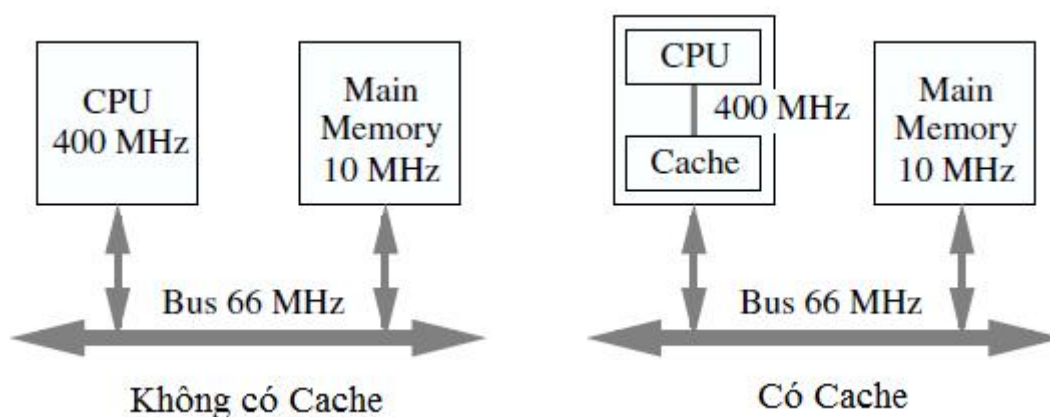 CPU
400 MHz
Main
Memory
10 MHz
Bus 66 MHz
Không có Cache
CPU
400 MHz
Cache
Main
Memory
10 MHz
Bus 66 MHz
Có Cache